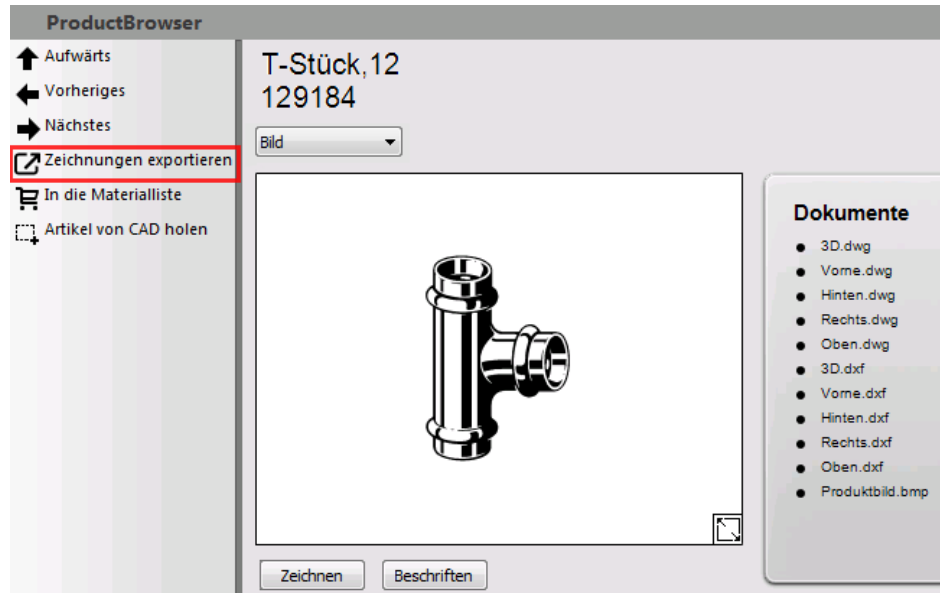 ProductBrowser
Aufwärts
Vorheriges
Nächstes
Zeichnungen exportieren
In die Materialliste
Artikel von CAD holen
T-Stück,12
129184
Bild
Dokumente
3D.dwg
Vorne.dwg
Hinten.dwg
Rechts.dwg
Oben.dwg
3D.dxf
Vorne.dxf
Hinten.dxf
Rechts.dxf
Oben.dxf
Produktbild.bmp
Zeichnen
Beschriften